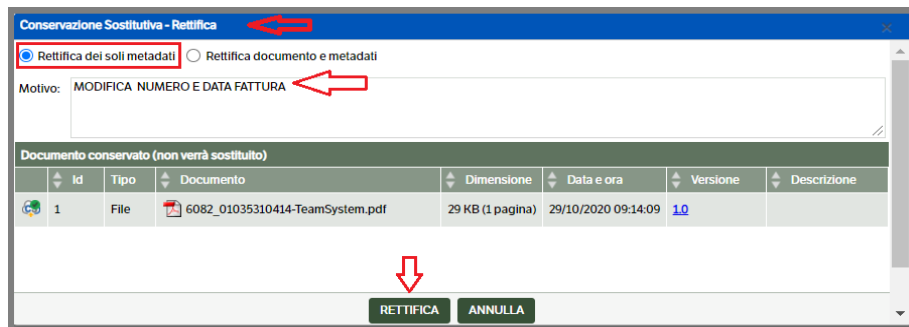 Conservazione Sostitutiva - Rettifica
Rettifica dei soli metadati Rettifica documento e metadati
Motivo: MODIFICA NUMERO E DATA FATTURA
Documento conservato (non verrà sostituito)
Id Tipo Documento Dimensione Data e ora Versione Descrizione
1 File 6082_01035310414-TeamSystem.pdf 29 KB (1 pagina) 29/10/2020 09:14:09 1.0
RETTIFICA ANNULLA